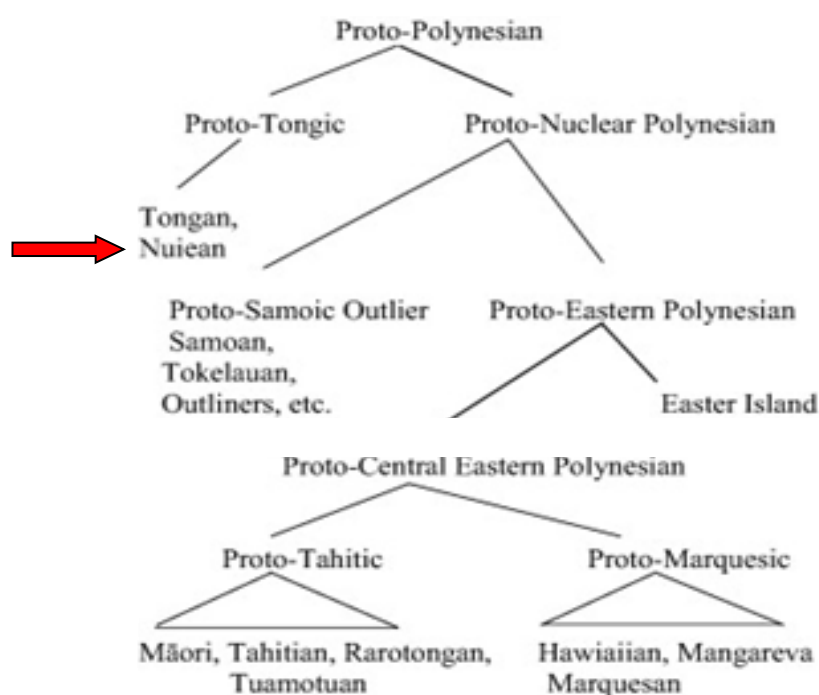 Proto-Polynesian
Proto-Tongic Proto-Nuclear Polynesian
Tongan,
Nuiean
Proto-Samoic Outlier Proto-Eastern Polynesian
Samoan,
Tokelauan,
Outliners, etc. Easter Island
Proto-Central Eastern Polynesian
Proto-Tahitic Proto-Marquesic
Māori, Tahitian, Rarotongan, Hawiaiian, Mangareva
Tuamotuan Marquesan